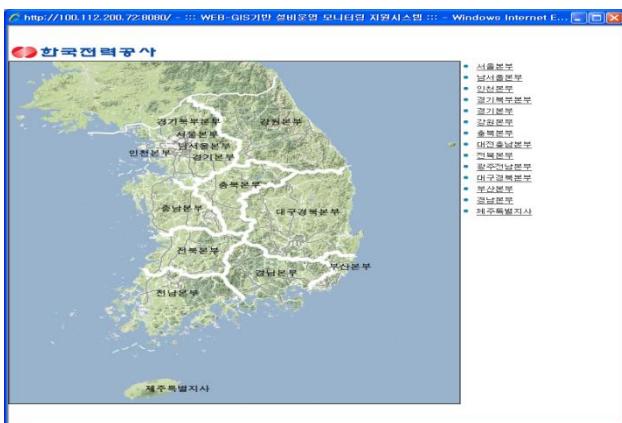 http://100.112.200.72:8080/ - ::: WEB-GIS기반 설비운영 모니터링 지원시스템 ::: - Windows Internet E...
한국전력공사
서울본부
남서울본부
인천본부
경기북부본부
경기본부
강원본부
충북본부
대전충남본부
전북본부
광주전남본부
대구경북본부
부산본부
경남본부
제주특별지사
경기북부본부
강원본부
서울본부
남서울본부
인천본부
경기본부
충북본부
충남본부
대구경북본부
전북본부
경남본부
부산본부
전남본부
제주특별지사